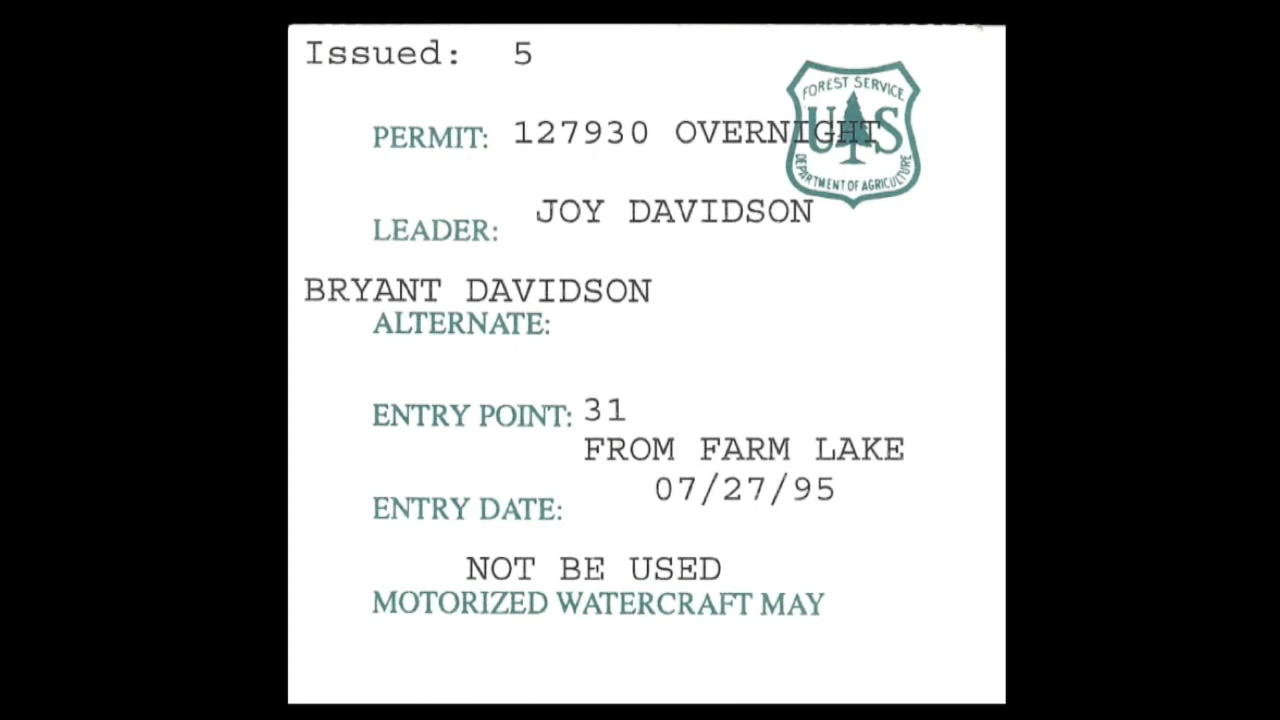 Issued: 5
FOREST SERVICE
US
DEPARTMENT OF AGRICULTURE
PERMIT: 127930 OVERNIGHT
JOY DAVIDSON
LEADER:
BRYANT DAVIDSON
ALTERNATE:
ENTRY POINT: 31
FROM FARM LAKE
07/27/95
ENTRY DATE:
NOT BE USED
MOTORIZED WATERCRAFT MAY